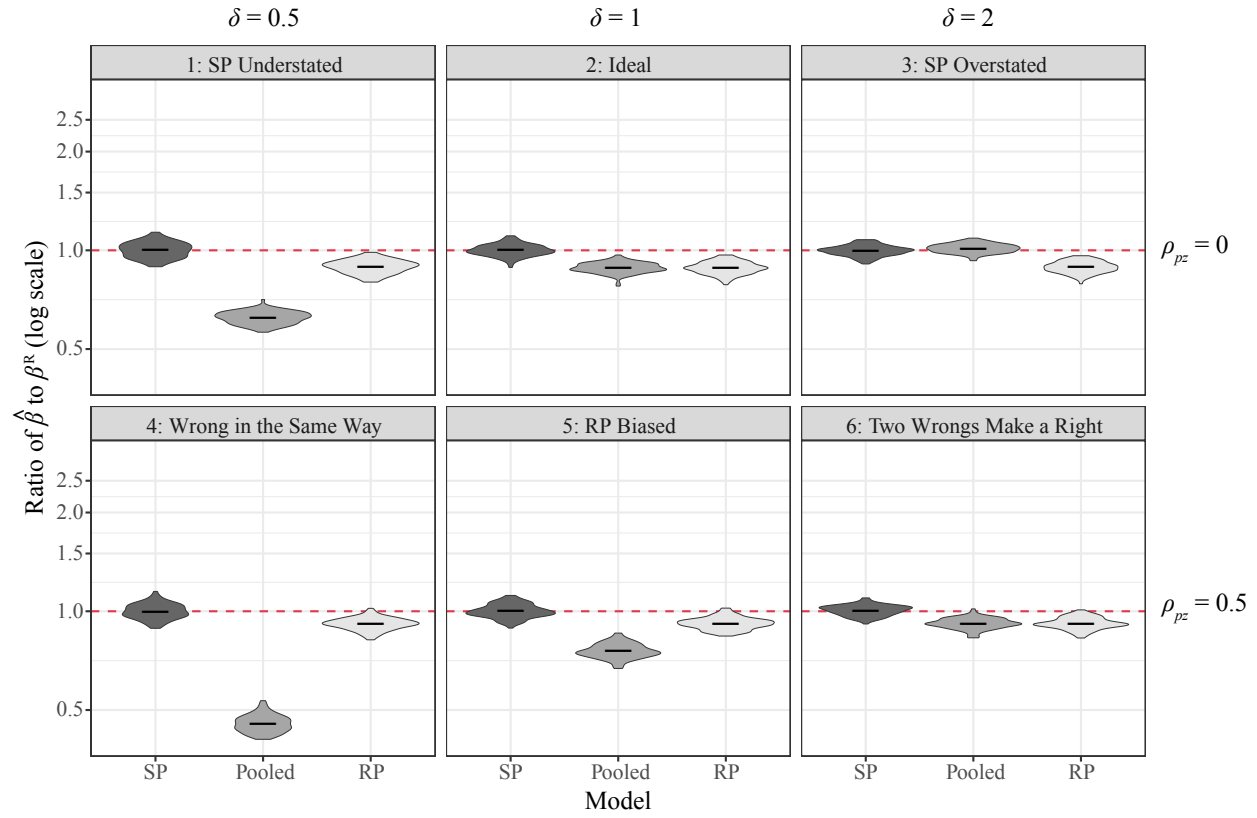 δ = 0.5
δ = 1
δ = 2
1: SP Understated
2: Ideal
3: SP Overstated
2.5
2.0
1.5
1.0
0.5
ρpz = 0
Ratio of β̂ to βᴿ (log scale)
4: Wrong in the Same Way
5: RP Biased
6: Two Wrongs Make a Right
2.5
2.0
1.5
1.0
0.5
ρpz = 0.5
SP Pooled RP
SP Pooled RP
SP Pooled RP
Model